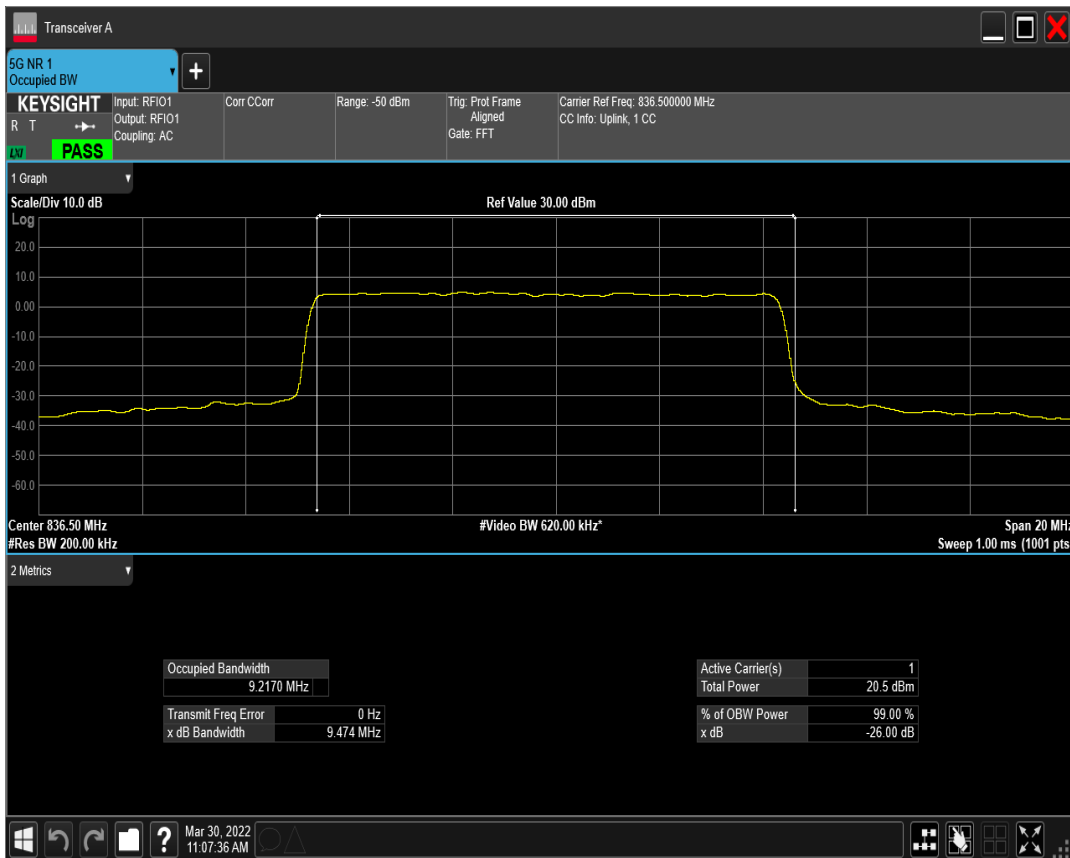 Transceiver A
5G NR 1
Occupied BW
KEYSIGHT
R T
LXI
PASS
Input: RFIO1
Output: RFIO1
Coupling: AC
Corr CCorr
Range: -50 dBm
Trig: Prot Frame
Aligned
Gate: FFT
Carrier Ref Freq: 836.500000 MHz
CC Info: Uplink, 1 CC
1 Graph
Scale/Div 10.0 dB
Ref Value 30.00 dBm
Log
20.0
10.0
0.00
-10.0
-20.0
-30.0
-40.0
-50.0
-60.0
Center 836.50 MHz
#Video BW 620.00 kHz*
Span 20 MHz
#Res BW 200.00 kHz
Sweep 1.00 ms (1001 pts
2 Metrics
Occupied Bandwidth
9.2170 MHz
Transmit Freq Error 0 Hz
x dB Bandwidth 9.474 MHz
Active Carrier(s) 1
Total Power 20.5 dBm
% of OBW Power 99.00 %
x dB -26.00 dB
Mar 30, 2022
11:07:36 AM